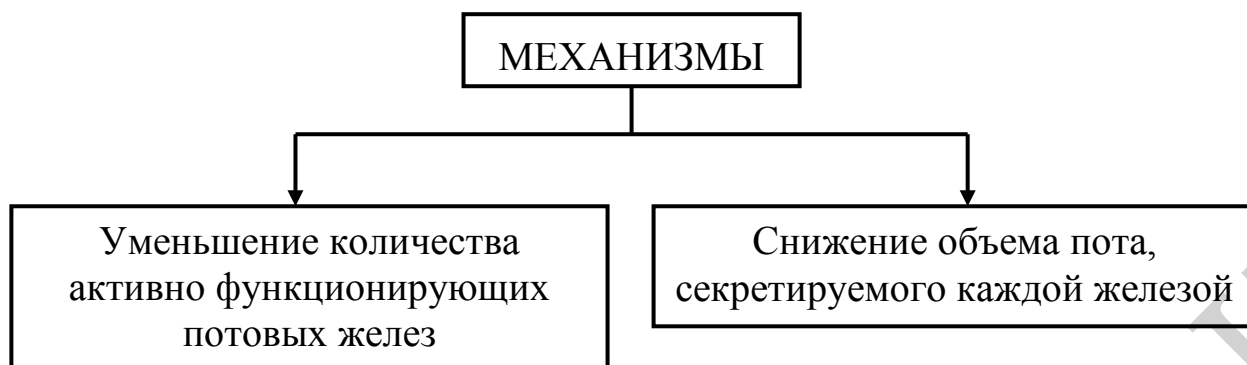 МЕХАНИЗМЫ
Уменьшение количества
активно функционирующих
потовых желез
Снижение объема пота,
секретируемого каждой железой